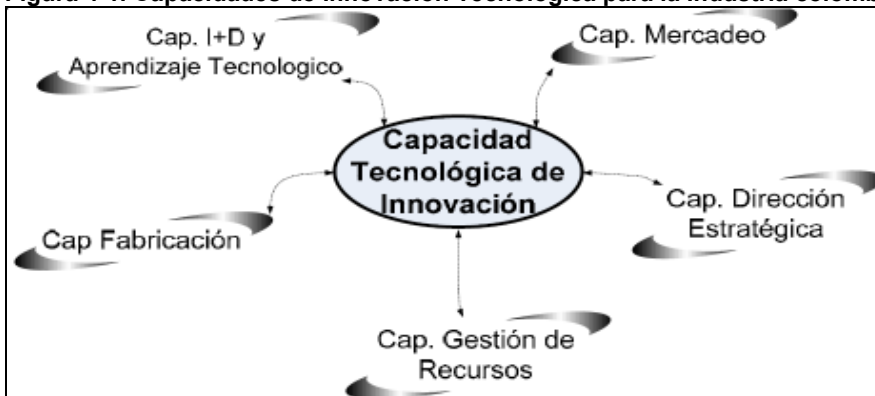 Cap. I+D y
Aprendizaje Tecnologico
Cap. Mercadeo
Capacidad
Tecnológica de
Innovación
Cap. Dirección
Estratégica
Cap Fabricación
Cap. Gestión de
Recursos